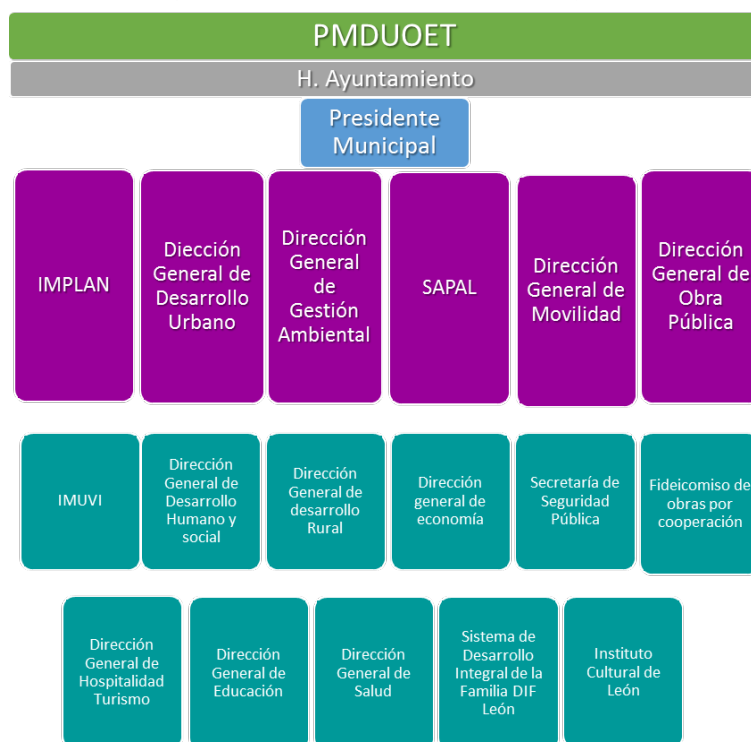 PMDUOET
H. Ayuntamiento
Presidente
Municipal
IMPLAN
Diección
General de
Desarrollo
Urbano
Dirección
General
de
Gestión
Ambiental
SAPAL
Dirección
General de
Movilidad
Dirección
General de
Obra
Pública
IMUVI
Dirección
General de
Desarrollo
Humano y
social
Dirección
General de
desarrollo
Rural
Dirección
general de
economía
Secretaría de
Seguridad
Pública
Fideicomiso de
obras por
cooperación
Dirección
General de
Hospitalidad
Turismo
Dirección
General de
Educación
Dirección
General de
Salud
Sistema de
Desarrollo
Integral de la
Familia DIF
León
Instituto
Cultural de
León